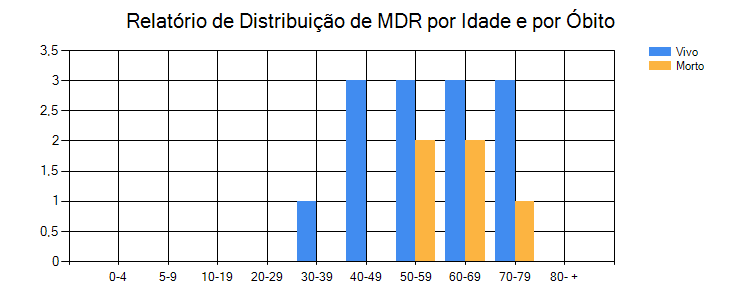 Relatório de Distribuição de MDR por Idade e por Óbito
3,5
3
2,5
2
1,5
1
0,5
0
0-4 5-9 10-19 20-29 30-39 40-49 50-59 60-69 70-79 80- +
Vivo
Morto